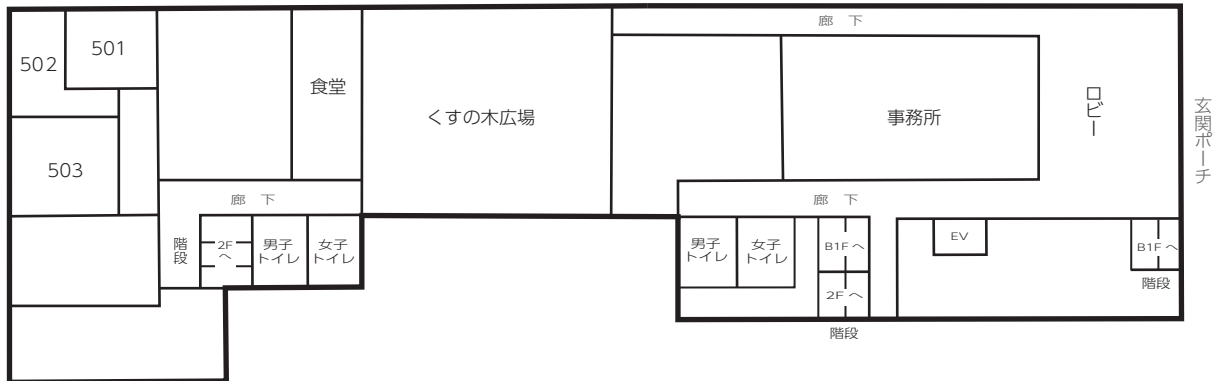 廊 下
501
502
食堂
くすの木広場
事務所
ロビー
玄関ポーチ
503
廊 下
廊 下
階段
2F
へ
男子
トイレ
女子
トイレ
男子
トイレ
女子
トイレ
B1F へ
EV
B1F へ
階段
2F へ
階段